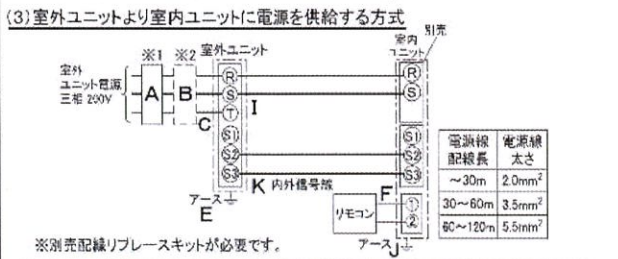 (3)室外ユニットより室内ユニットに電源を供給する方式
※1 ※2 室外ユニット
室内
ユニット
別売
室外
ユニット電源
三相 200V
A B C
R
S
T
S1
S2
S3
I
R
S
S1
S2
S3
K 内外信号線
アース
E
リモコン
F
①
②
アース J
電源線
配線長
電源線
太さ
～30m 2.0mm²
30～60m 3.5mm²
60～120m 5.5mm²
※別売配線リプレースキットが必要です。